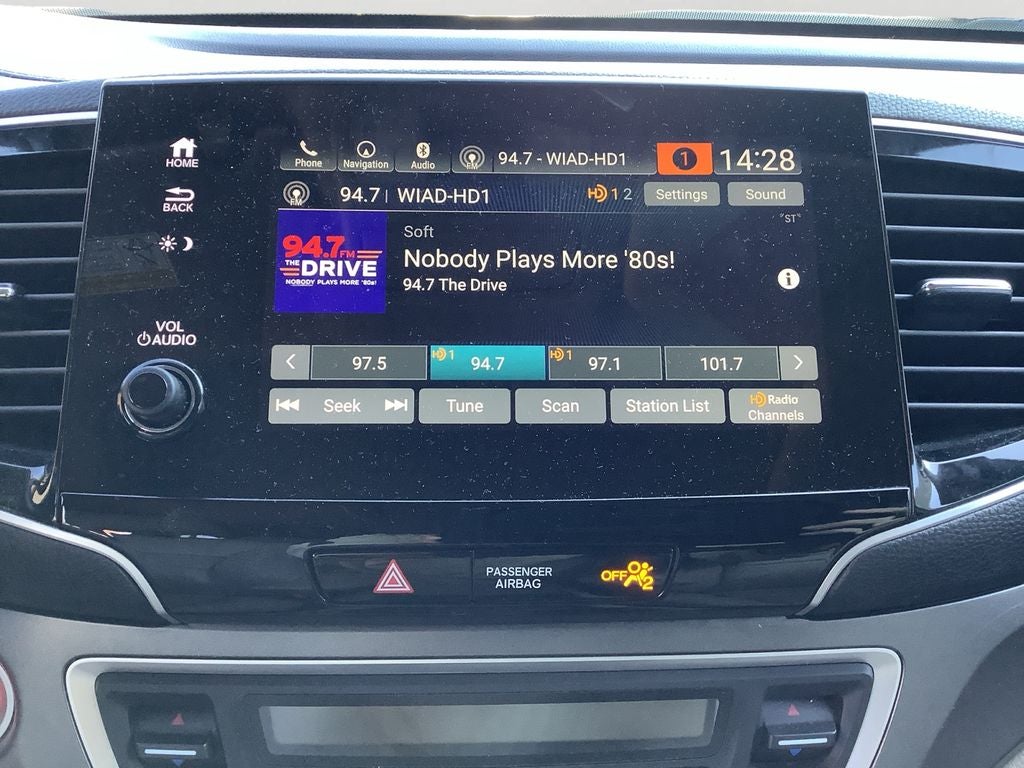 HOME
BACK
VOL
AUDIO
Phone
Navigation
Audio
FM
94.7 - WIAD-HD1
1
14:28
FM
94.7 | WIAD-HD1
HD 1 2
Settings
Sound
"ST"
94.7 FM
THE DRIVE
NOBODY PLAYS MORE '80s!
Soft
Nobody Plays More '80s!
94.7 The Drive
i
97.5
HD 1
94.7
HD 1
97.1
101.7
Seek
Tune
Scan
Station List
HD Radio
Channels
PASSENGER
AIRBAG
OFF
2